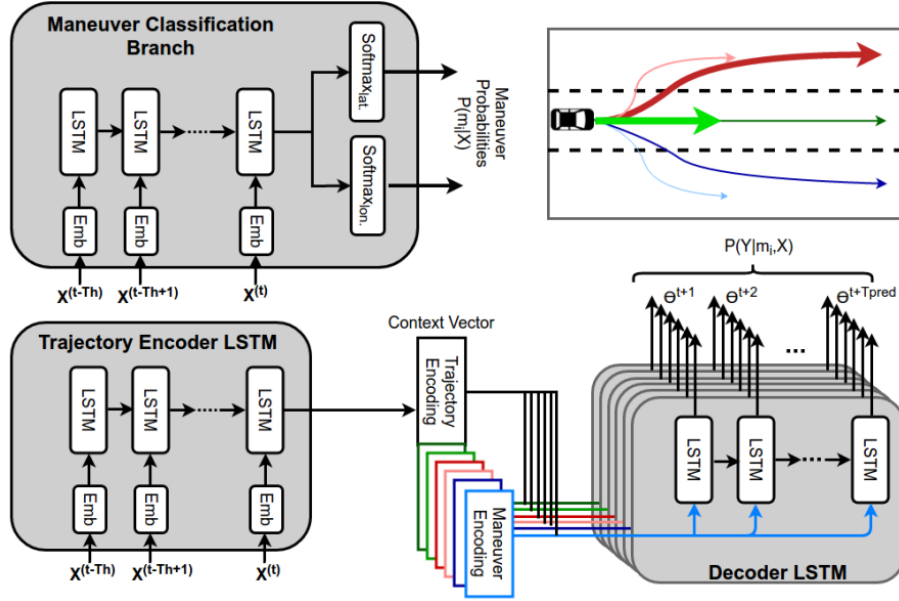 Maneuver Classification
Branch
LSTM
LSTM
LSTM
Emb
Emb
Emb
X(t-Th)
X(t-Th+1)
X(t)
Softmaxlat.
Softmaxlon.
Maneuver
Probabilities
P(mi|X)
Trajectory Encoder LSTM
LSTM
LSTM
LSTM
Emb
Emb
Emb
X(t-Th)
X(t-Th+1)
X(t)
Context Vector
Trajectory
Encoding
Maneuver
Encoding
P(Y|mi,X)
Θt+1
Θt+2
Θt+Tpred
...
LSTM
LSTM
LSTM
Decoder LSTM